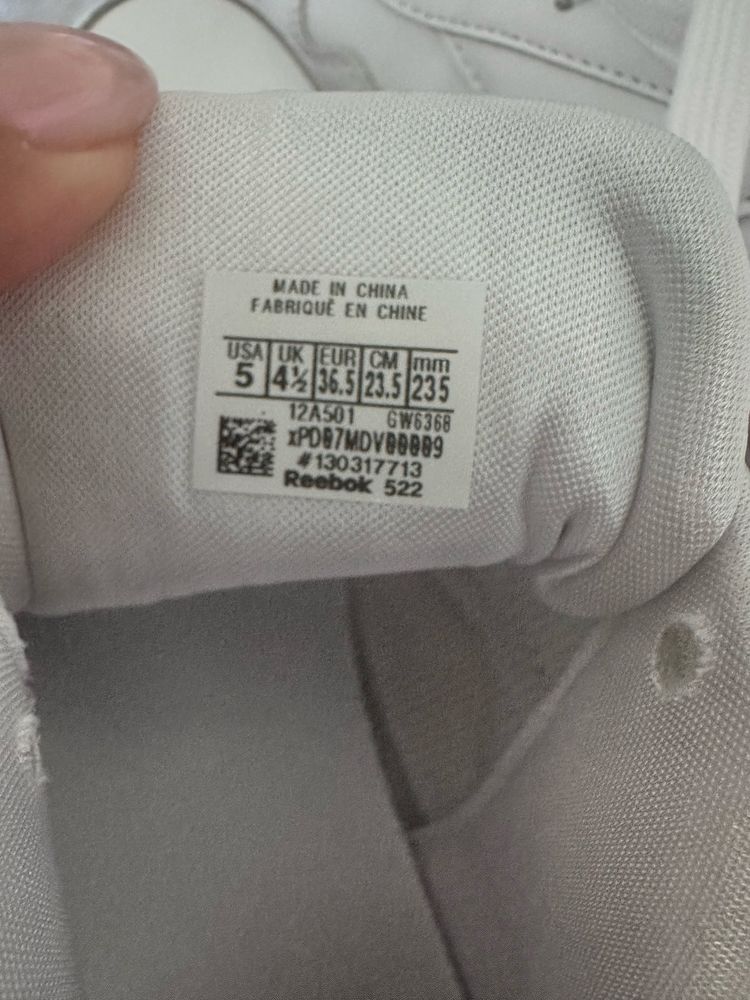 MADE IN CHINA
FABRIQUÊ EN CHINE
USA UK EUR CM mm
5 4½ 36.5 23.5 235
12A501 GW6368
xPD07MDV00009
#130317713
Reebok 522